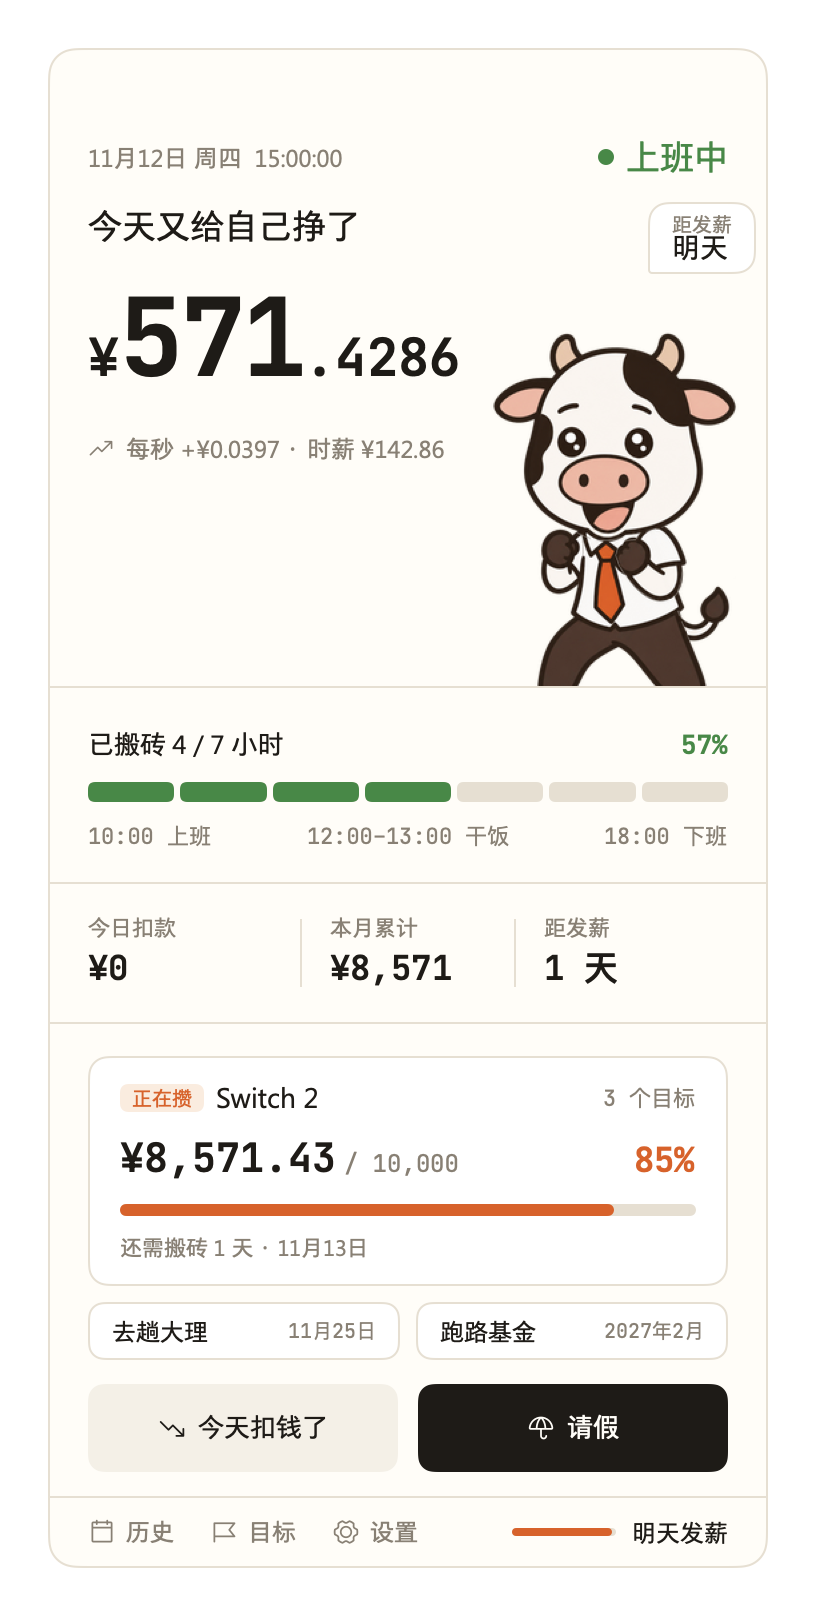 11月12日 周四 15:00:00
上班中
今天又给自己挣了
距发薪
明天
¥571.4286
每秒 +¥0.0397 · 时薪 ¥142.86
已搬砖 4 / 7 小时
57%
10:00 上班
12:00–13:00 干饭
18:00 下班
今日扣款
¥0
本月累计
¥8,571
距发薪
1 天
正在攒
Switch 2
3 个目标
¥8,571.43 / 10,000
85%
还需搬砖 1 天 · 11月13日
去趟大理
11月25日
跑路基金
2027年2月
今天扣钱了
请假
历史
目标
设置
明天发薪